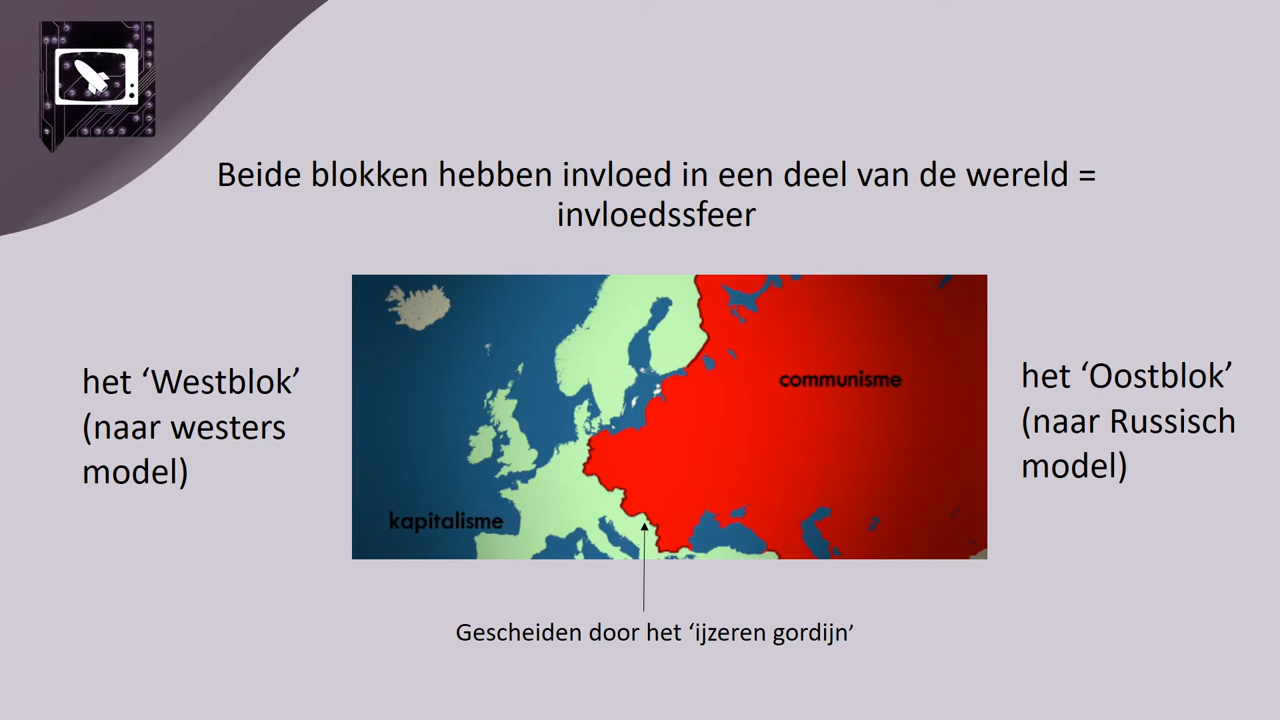 Beide blokken hebben invloed in een deel van de wereld =
invloedssfeer
het ‘Westblok’
(naar westers
model)
kapitalisme
communisme
het ‘Oostblok’
(naar Russisch
model)
Gescheiden door het ‘ijzeren gordijn’